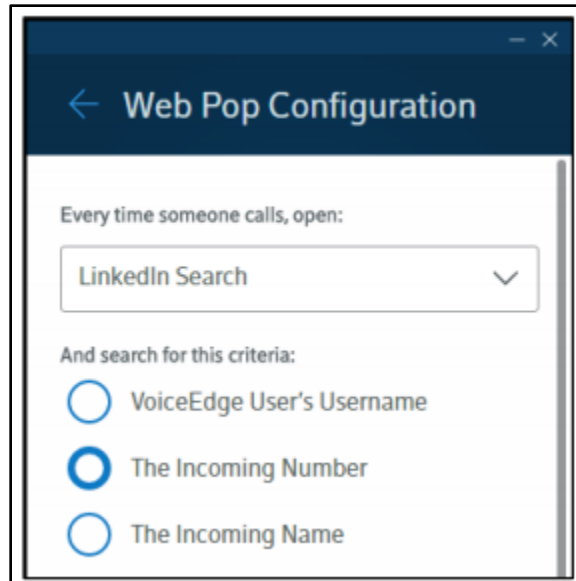 Web Pop Configuration
Every time someone calls, open:
LinkedIn Search
And search for this criteria:
VoiceEdge User's Username
The Incoming Number
The Incoming Name